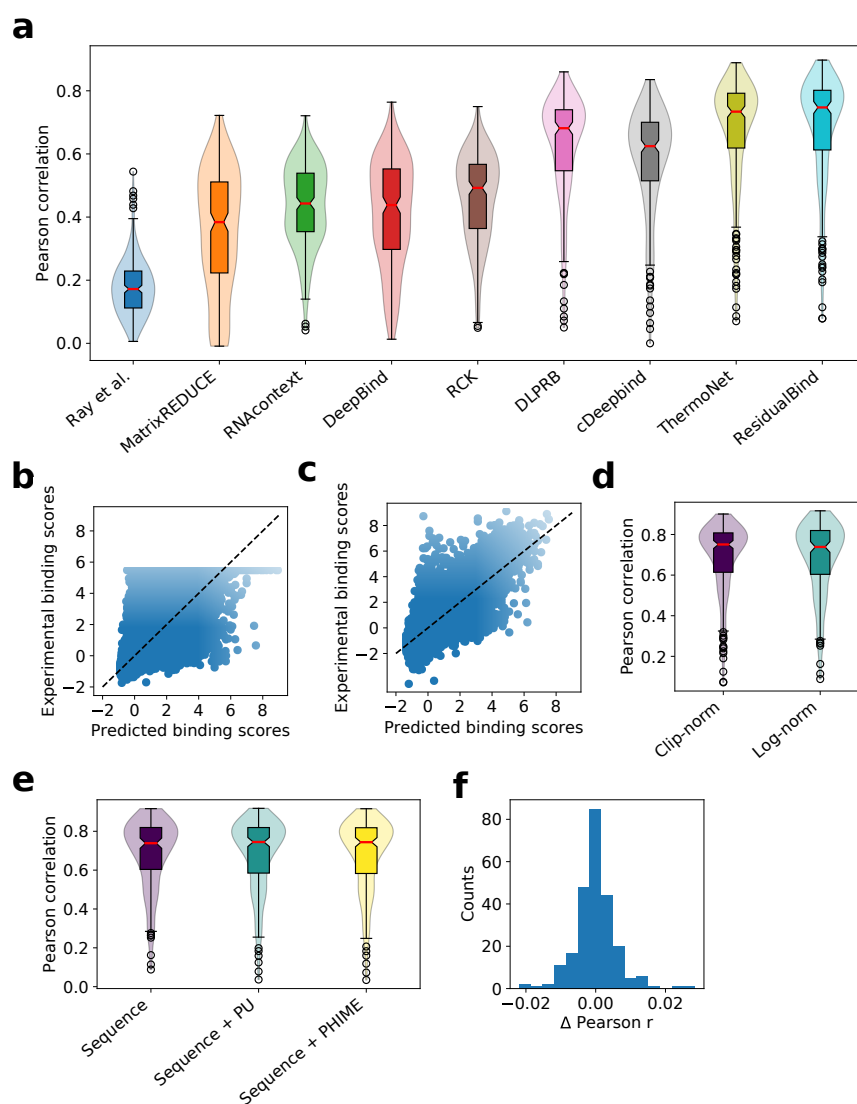 a
Pearson correlation
0.8
0.6
0.4
0.2
0.0
Ray et al.
MatrixREDUCE
RNAcontext
DeepBind
RCK
DLPRB
cDeepbind
ThermoNet
ResidualBind
b
Experimental binding scores
8
6
4
2
0
−2
−2 0 2 4 6 8
Predicted binding scores
c
Experimental binding scores
8
6
4
2
0
−2
−2 0 2 4 6 8
Predicted binding scores
d
Pearson correlation
0.8
0.6
0.4
0.2
Clip-norm
Log-norm
e
Pearson correlation
0.8
0.6
0.4
0.2
0.0
Sequence
Sequence + PU
Sequence + PHIME
f
Counts
80
60
40
20
0
−0.02 0.00 0.02
Δ Pearson r